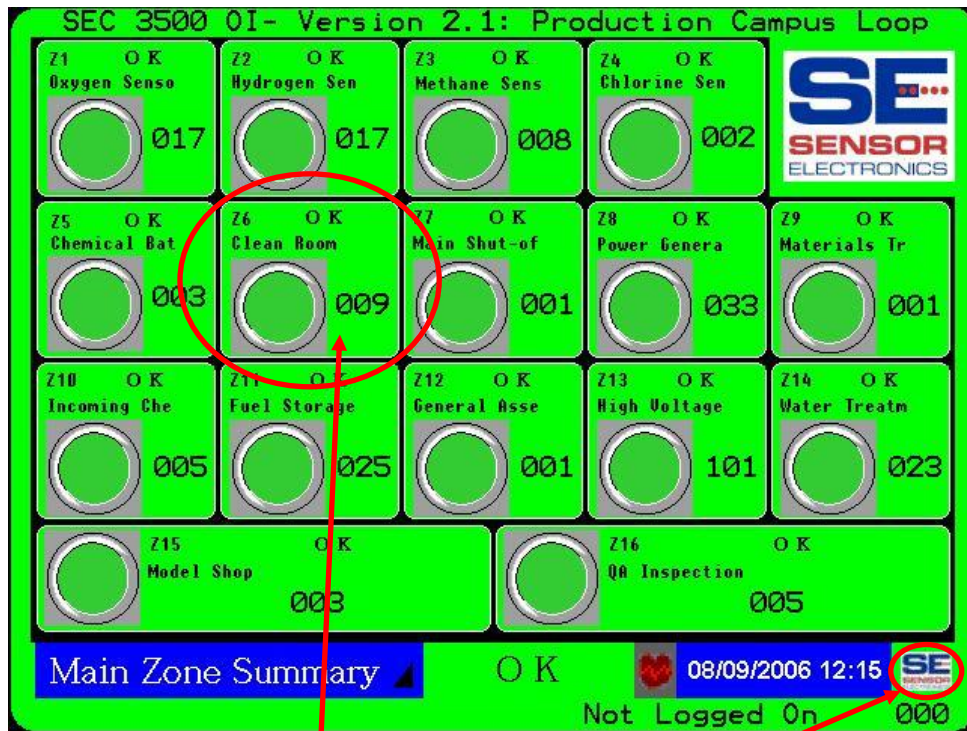 SEC 3500 OI- Version 2.1: Production Campus Loop
Z1 OK
Oxygen Senso
017
Z2 OK
Hydrogen Sen
017
Z3 OK
Methane Sens
008
Z4 OK
Chlorine Sen
002
SE
SENSOR
ELECTRONICS
Z5 OK
Chemical Bat
003
Z6 OK
Clean Room
009
Z7 OK
Main Shut-of
001
Z8 OK
Power Genera
033
Z9 OK
Materials Tr
001
Z10 OK
Incoming Che
005
Z11 OK
Fuel Storage
025
Z12 OK
General Asse
001
Z13 OK
High Voltage
101
Z14 OK
Water Treatm
023
Z15 OK
Model Shop
003
Z16 OK
QA Inspection
005
Main Zone Summary
OK
08/09/2006 12:15
SE
SENSOR
Not Logged On 000